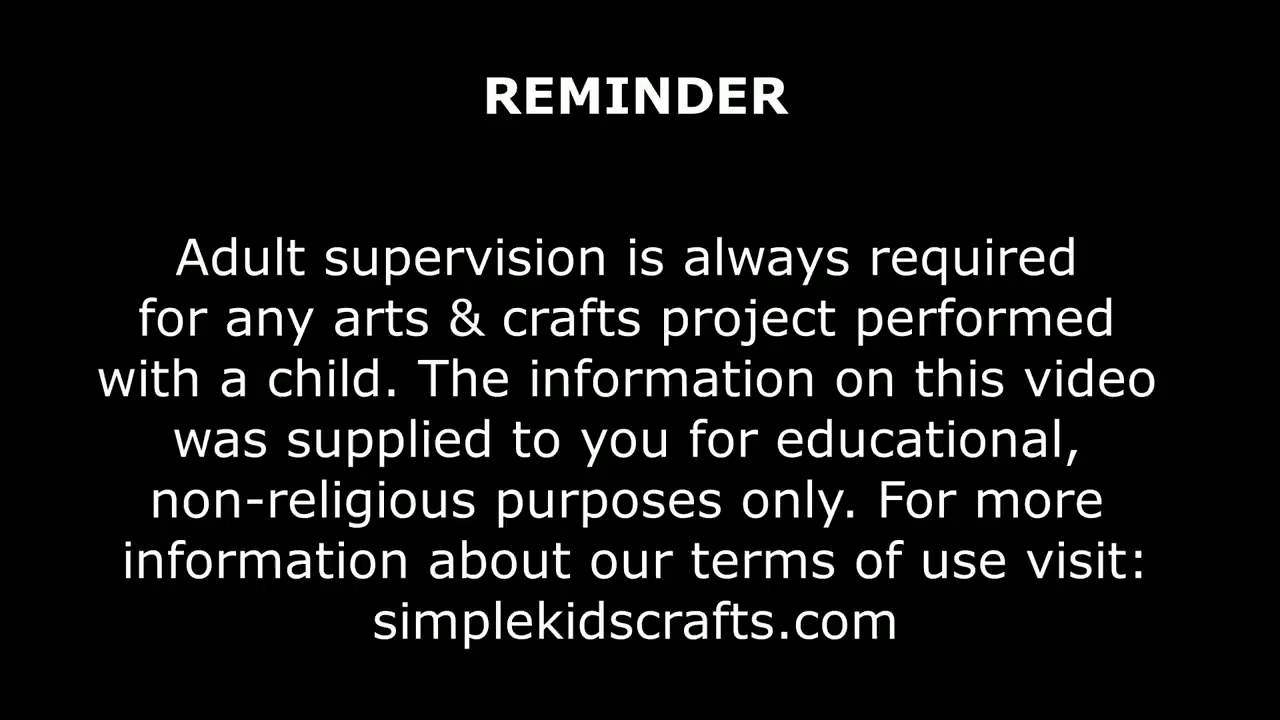 REMINDER
Adult supervision is always required
for any arts & crafts project performed
with a child. The information on this video
was supplied to you for educational,
non-religious purposes only. For more
information about our terms of use visit:
simplekidscrafts.com